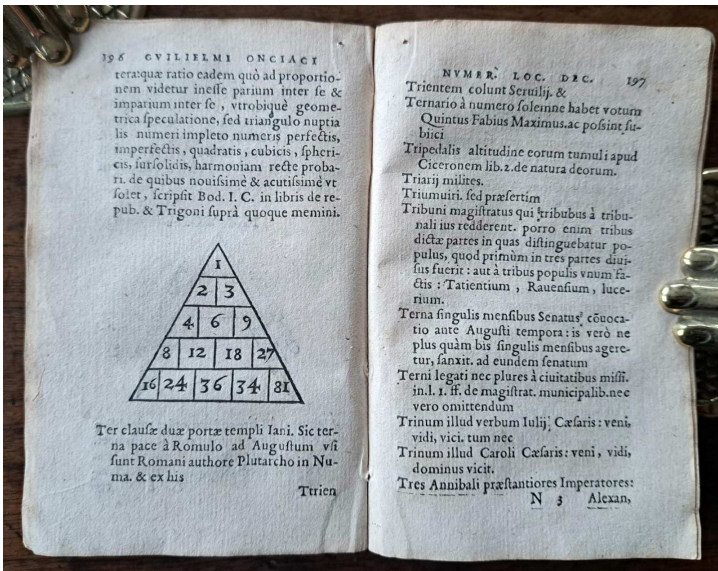 196 GVILIELMI ONCIACI
tera: quæ ratio eadem quò ad proportio-
nem videtur inesse parium inter se &
imparium inter se, vtrobiquè geome-
trica speculatione, sed triangulo nuptia
lis numeri impleto numeris perfectis,
imperfectis, quadratis, cubicis, spheri-
cis, sursolidis, harmoniam recte proba-
ri. de quibus nouissimè & acutissimè vt
solet, scripsit Bod. I. C. in libris de re-
pub. & Trigoni suprà quoque memini.
1
2 3
4 6 9
8 12 18 27
16 24 36 34 81
Ter clausæ duæ portæ templi Iani. Sic ter-
na pace à Romulo ad Augustum vsi
sunt Romani authore Plutarcho in Nu-
ma. & ex his
Ttrien
NVMER. LOC. DEC. 197
Trientem colunt Seruilij. &
Ternario à numero solemne habet votum
Quintus Fabius Maximus. ac possint su-
biici
Tripedalis altitudine eorum tumuli apud
Ciceronem lib. 2. de natura deorum.
Triarij milites.
Triumuiri. sed præsertim
Tribuni magistratus qui tribubus à tribu-
nali ius redderent. porro enim tribus
dictæ partes in quas distinguebatur po-
pulus, quod primùm in tres partes diui-
sus fuerit: aut à tribus populis vnum fa-
ctis: Tatientium, Rauensium, luce-
rium.
Terna singulis mensibus Senatus cōuoca-
tio ante Augusti tempora: is verò ne
plus quàm bis singulis mensibus agere-
tur, sanxit. ad eundem senatum
Terni legati nec plures à ciuitatibus missi.
in. l. 1. ff. de magistrat. municipalib. nec
vero omittendum
Trinum illud verbum Iulij Cæsaris: veni,
vidi, vici. tum nec
Trinum illud Caroli Cæsaris: veni, vidi,
dominus vicit.
Tres Annibali præstantiores Imperatores:
N 3 Alexan,